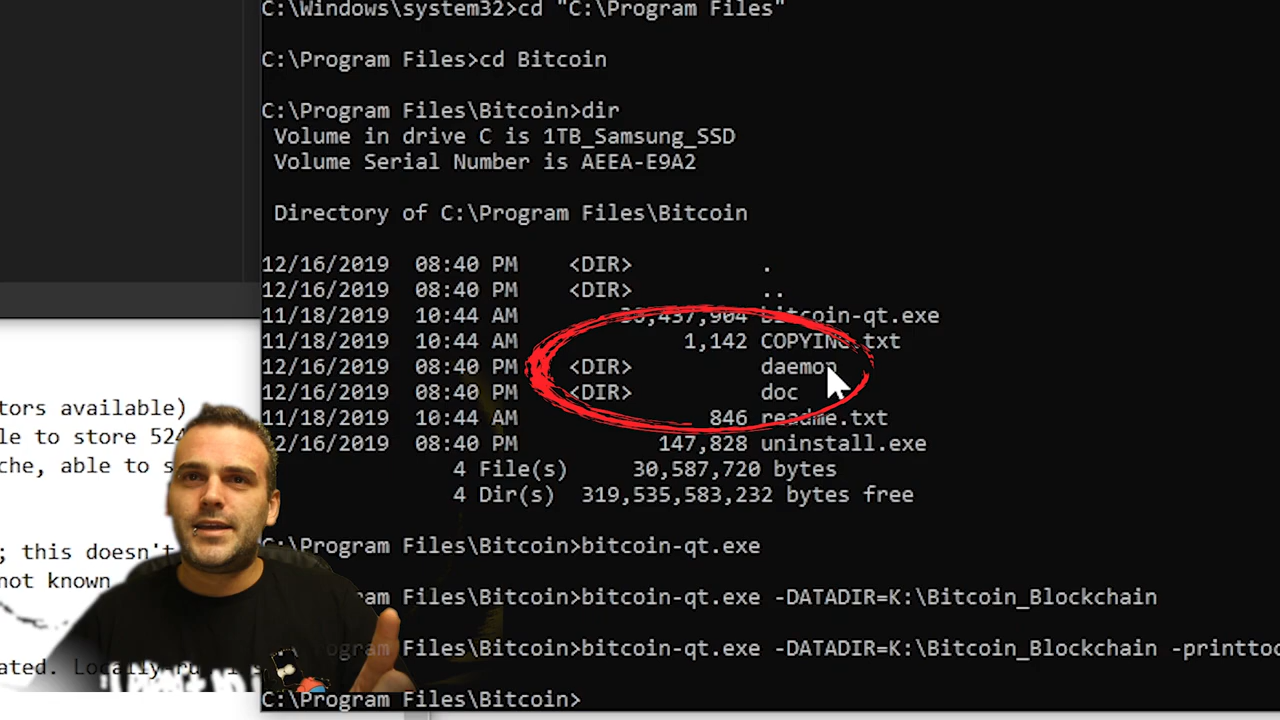 C:\Windows\system32>cd "C:\Program Files"
C:\Program Files>cd Bitcoin
C:\Program Files\Bitcoin>dir
Volume in drive C is 1TB_Samsung_SSD
Volume Serial Number is AEEA-E9A2
Directory of C:\Program Files\Bitcoin
12/16/2019 08:40 PM <DIR> .
12/16/2019 08:40 PM <DIR> ..
11/18/2019 10:44 AM bitcoin-qt.exe
11/18/2019 10:44 AM 1,142 COPYING.txt
12/16/2019 08:40 PM <DIR> daemon
12/16/2019 08:40 PM <DIR> doc
11/18/2019 10:44 AM 846 readme.txt
12/16/2019 08:40 PM 147,828 uninstall.exe
4 File(s) 30,587,720 bytes
4 Dir(s) 319,535,583,232 bytes free
C:\Program Files\Bitcoin>bitcoin-qt.exe
Files\Bitcoin>bitcoin-qt.exe -DATADIR=K:\Bitcoin_Blockchain
Files\Bitcoin>bitcoin-qt.exe -DATADIR=K:\Bitcoin_Blockchain -printtoc
C:\Program Files\Bitcoin>
tors available)
le to store 524
che, able to s
; this doesn't
not known
ated. Locally